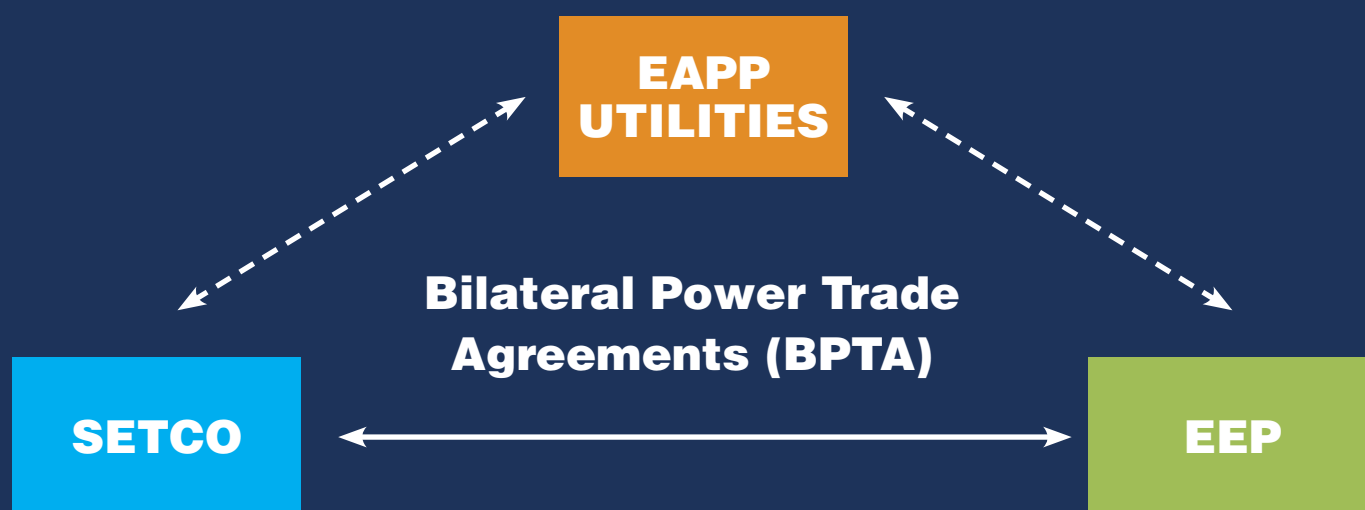 EAPP
UTILITIES
Bilateral Power Trade
Agreements (BPTA)
SETCO
EEP